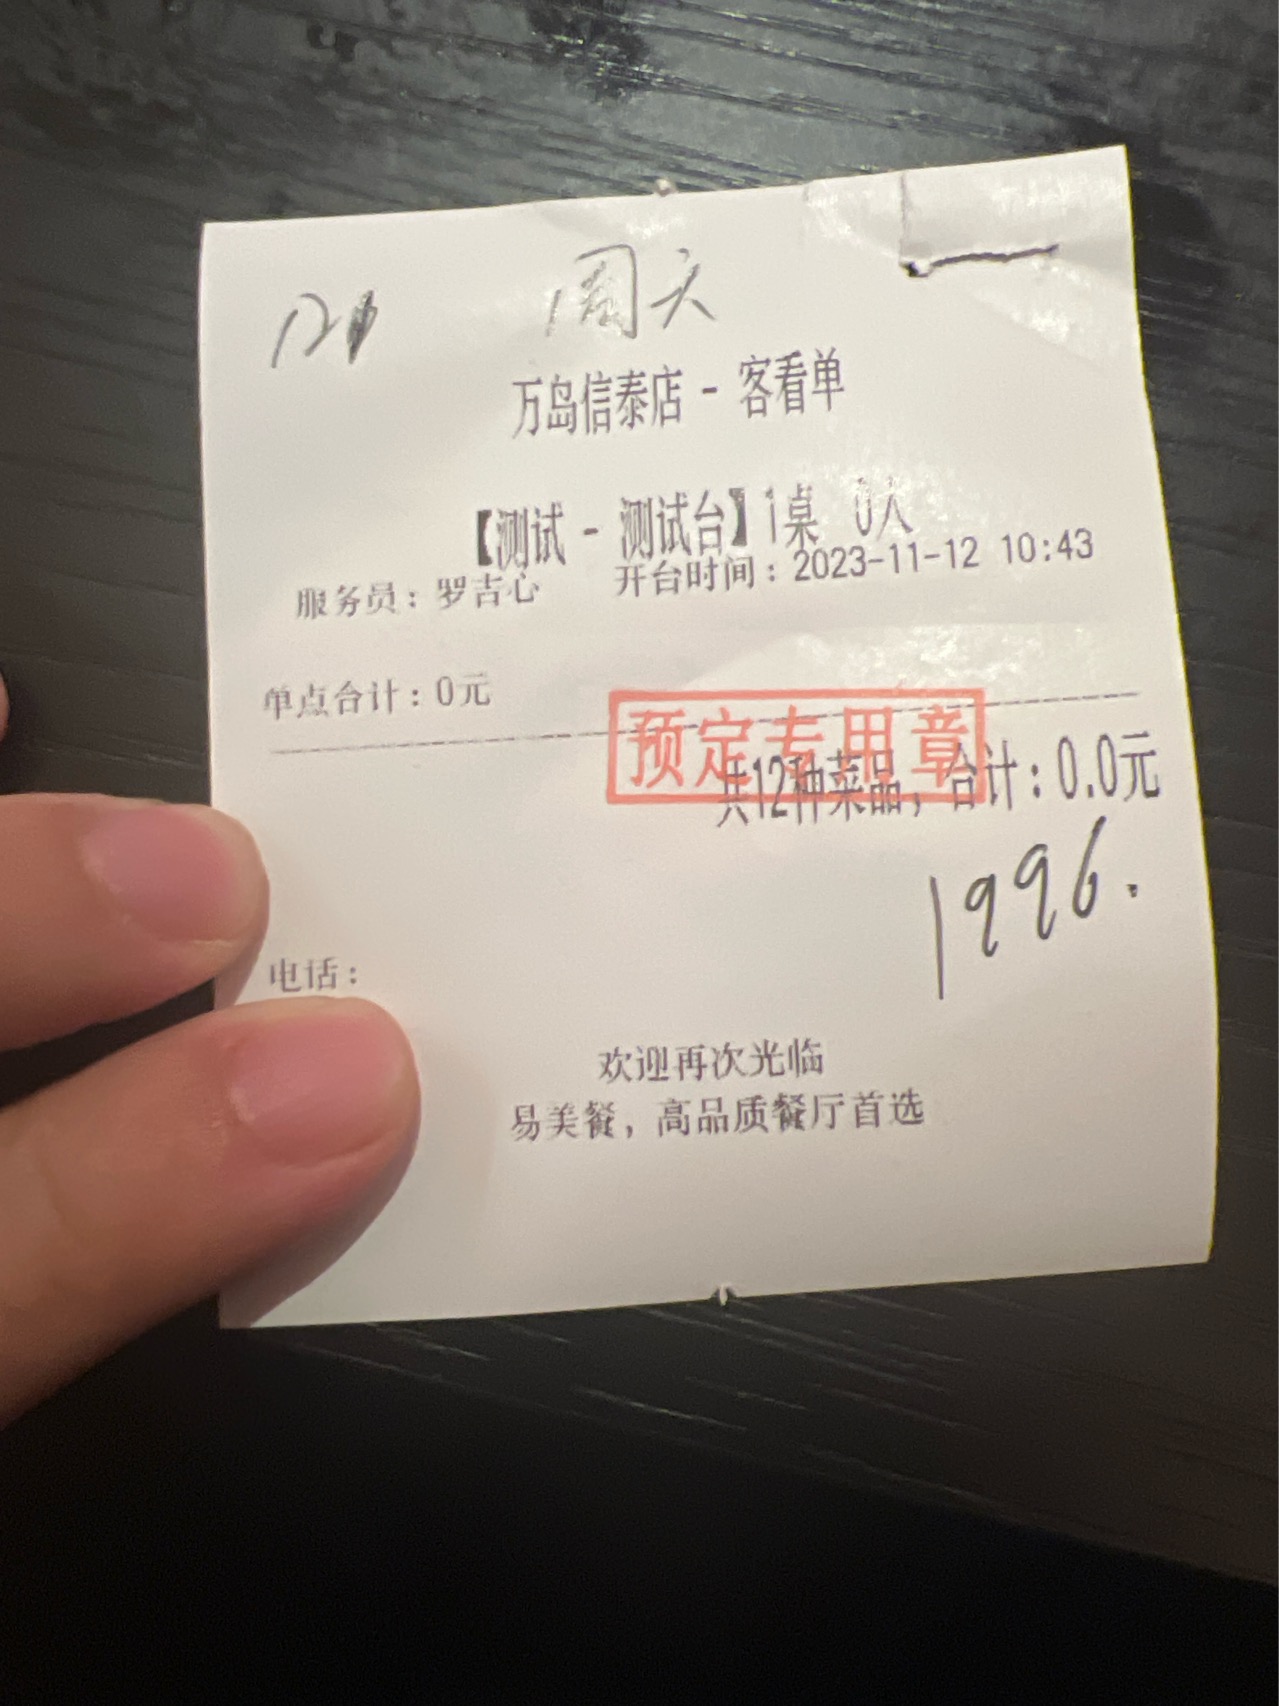 周六
万岛信泰店 - 客看单
【测试 - 测试台】1桌 0人
服务员：罗吉心 开台时间：2023-11-12 10:43
单点合计：0元
预定专用章
共12种菜品，合计：0.0元
1996.
电话：
欢迎再次光临
易美餐，高品质餐厅首选